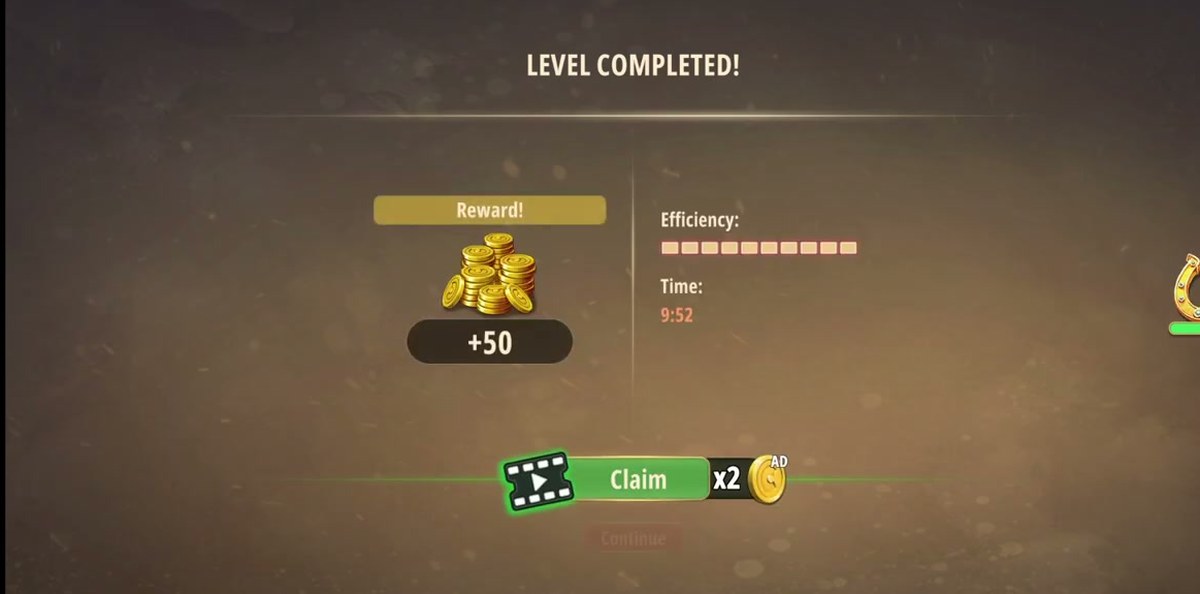 LEVEL COMPLETED!
Reward!
+50
Efficiency:
Time:
9:52
Claim
x2
AD
Continue